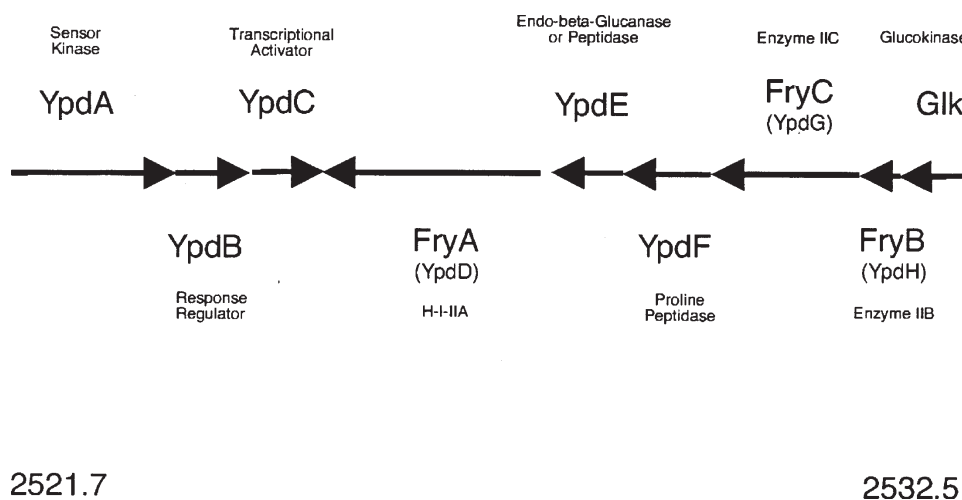 Sensor
Kinase
Transcriptional
Activator
Endo-beta-Glucanase
or Peptidase
Enzyme IIC
Glucokinase
YpdA
YpdC
YpdE
FryC
(YpdG)
Glk
YpdB
FryA
(YpdD)
YpdF
FryB
(YpdH)
Response
Regulator
H-I-IIA
Proline
Peptidase
Enzyme IIB
2521.7
2532.5